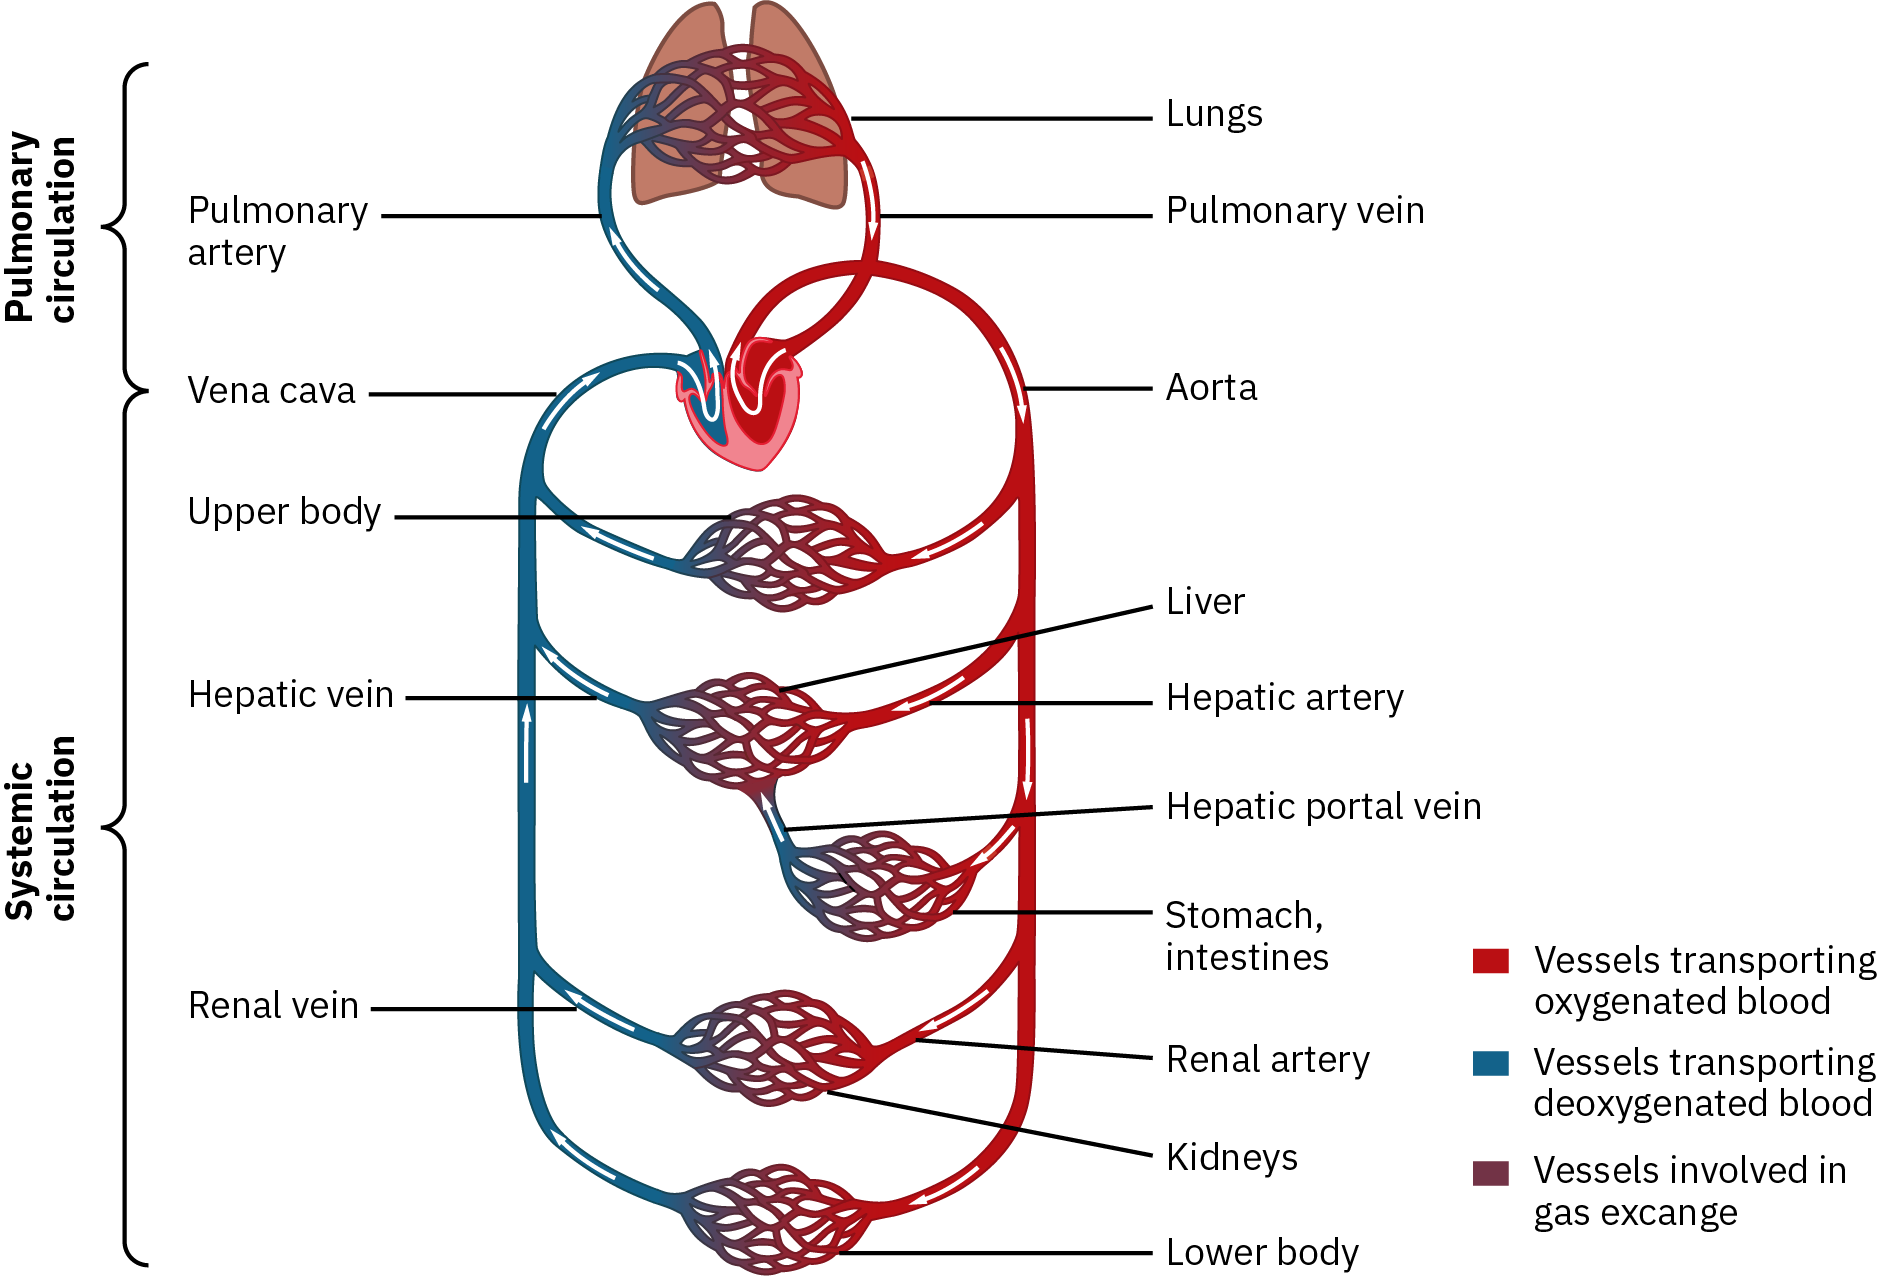 Pulmonary
circulation
Systemic
circulation
Pulmonary
artery
Vena cava
Upper body
Hepatic vein
Renal vein
Lungs
Pulmonary vein
Aorta
Liver
Hepatic artery
Hepatic portal vein
Stomach,
intestines
Renal artery
Kidneys
Lower body
Vessels transporting
oxygenated blood
Vessels transporting
deoxygenated blood
Vessels involved in
gas excange